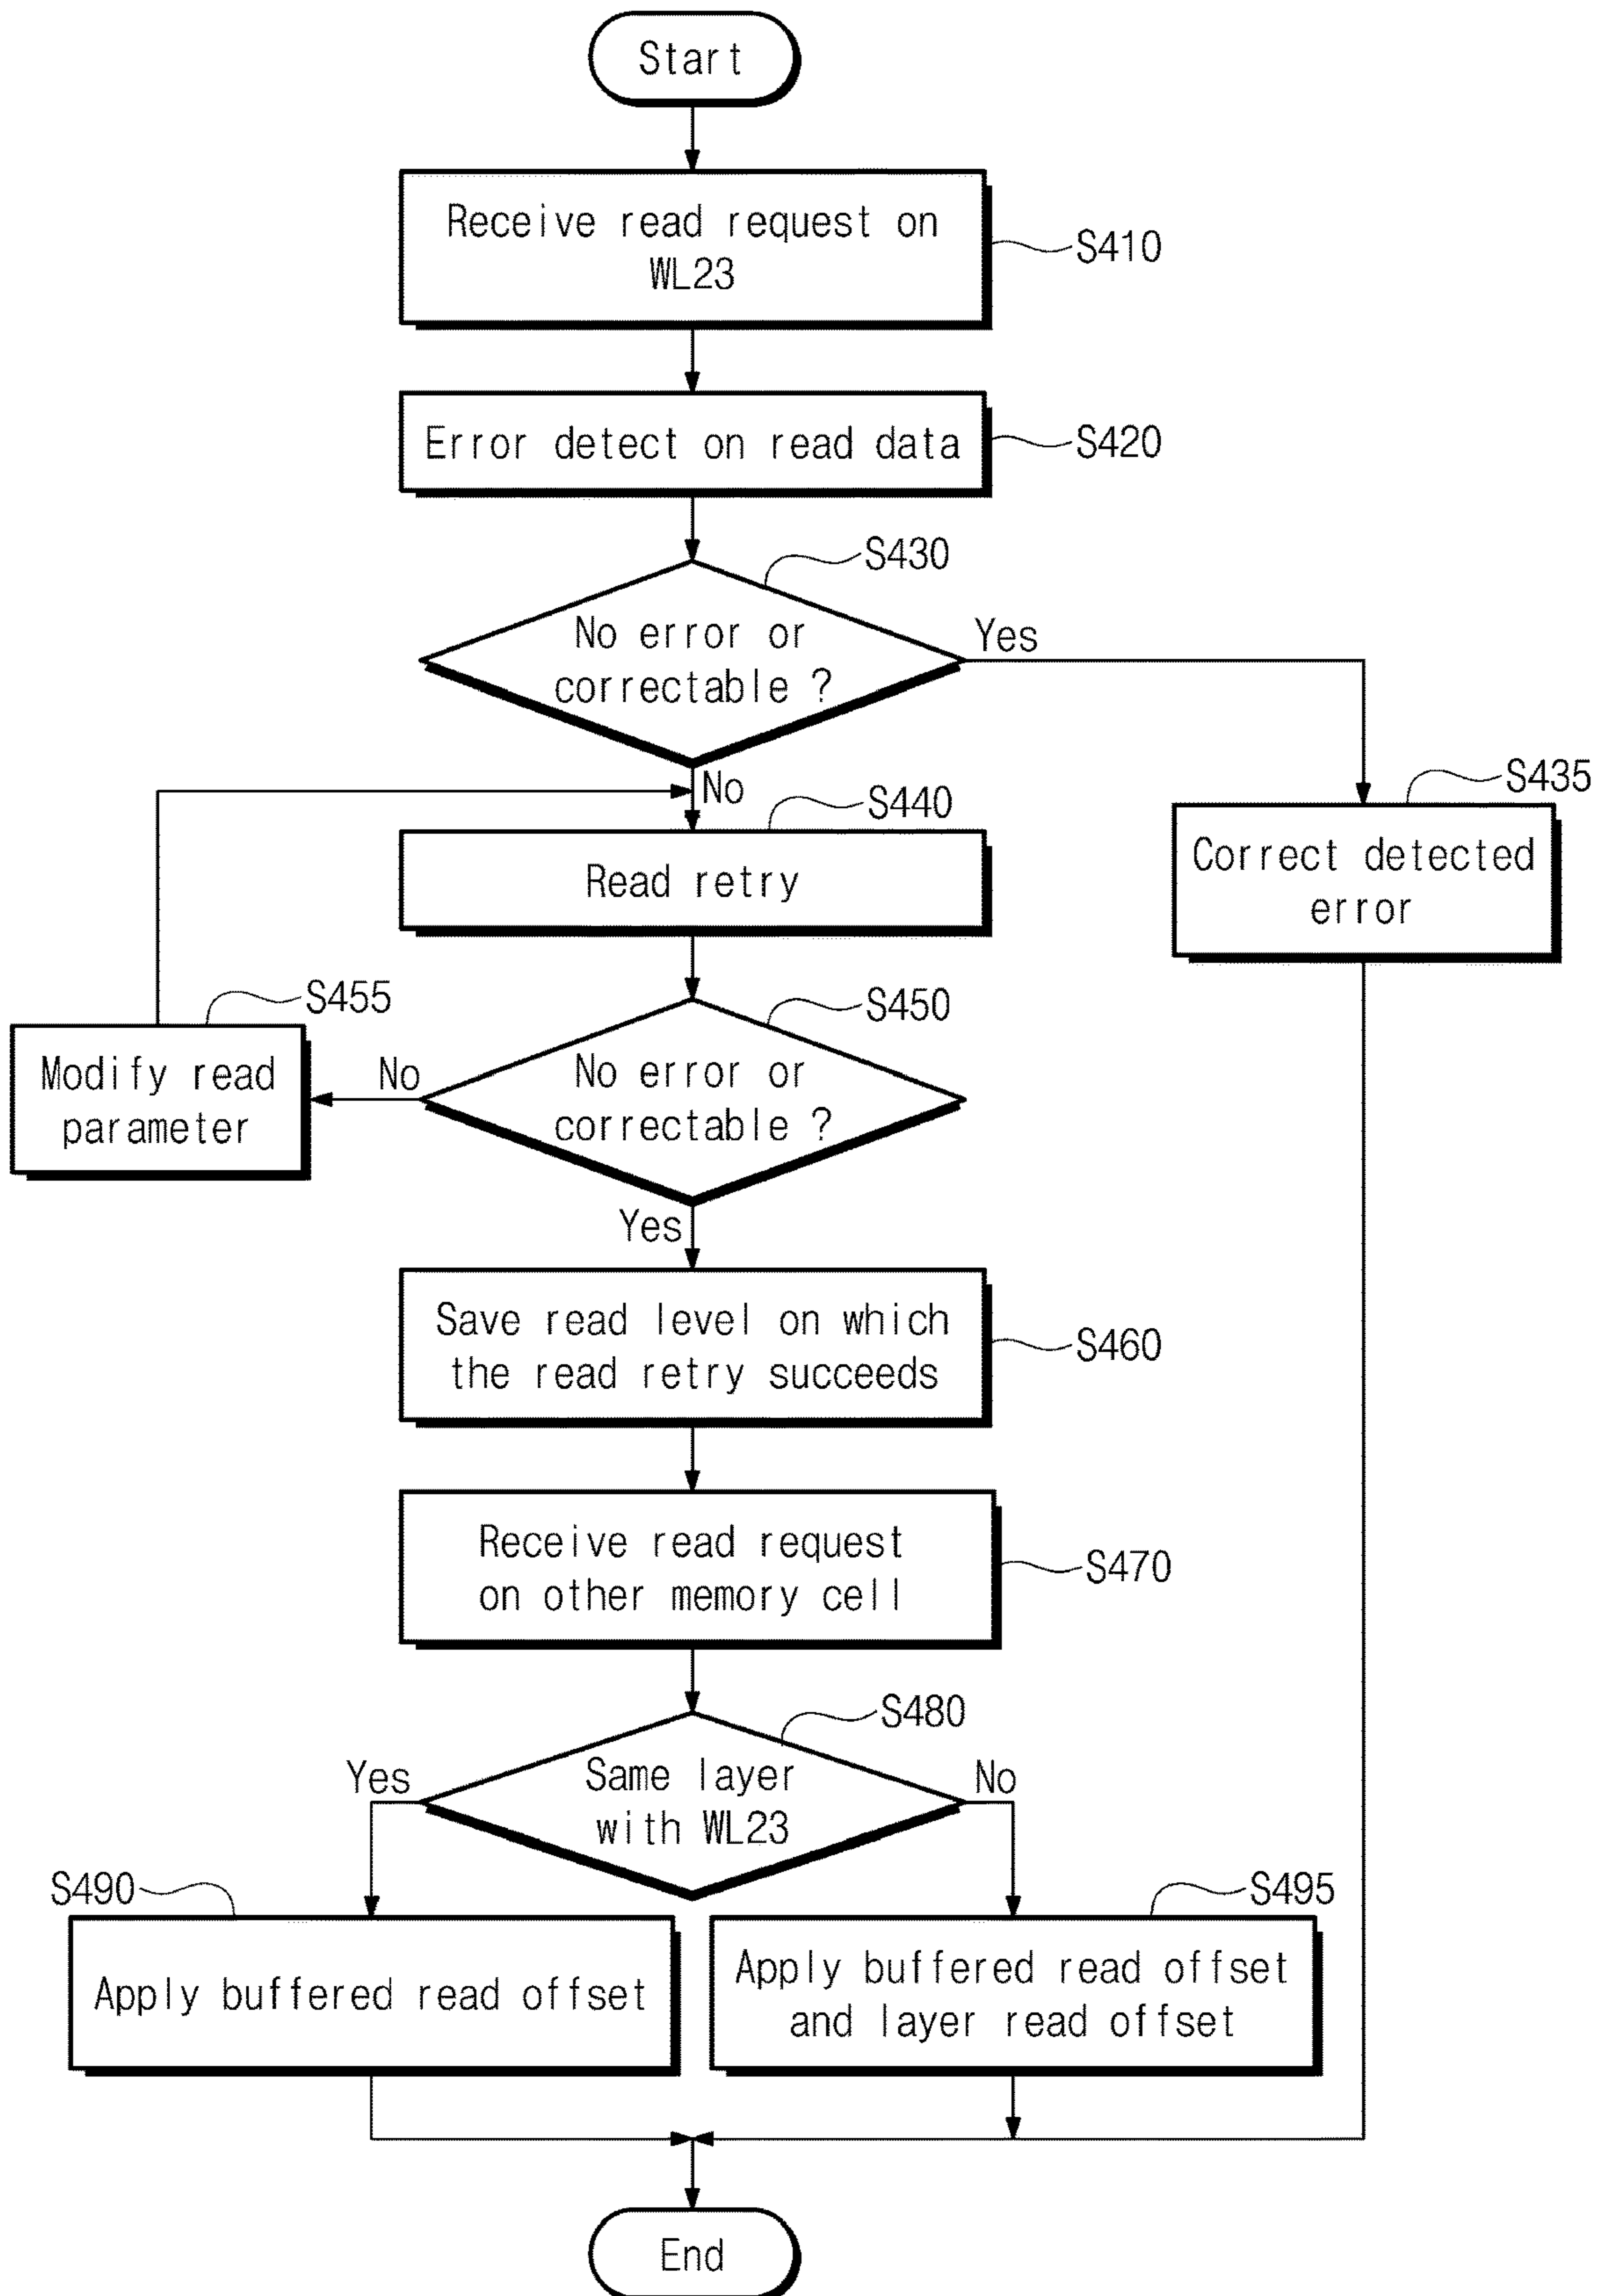 Start
Receive read request on
WL23
S410
Error detect on read data
S420
S430
No error or
correctable ?
Yes
No
S440
Read retry
S435
Correct detected
error
S455
Modify read
parameter
No
S450
No error or
correctable ?
Yes
Save read level on which
the read retry succeeds
S460
Receive read request
on other memory cell
S470
S480
Same layer
with WL23
Yes
No
S490
Apply buffered read offset
S495
Apply buffered read offset
and layer read offset
End